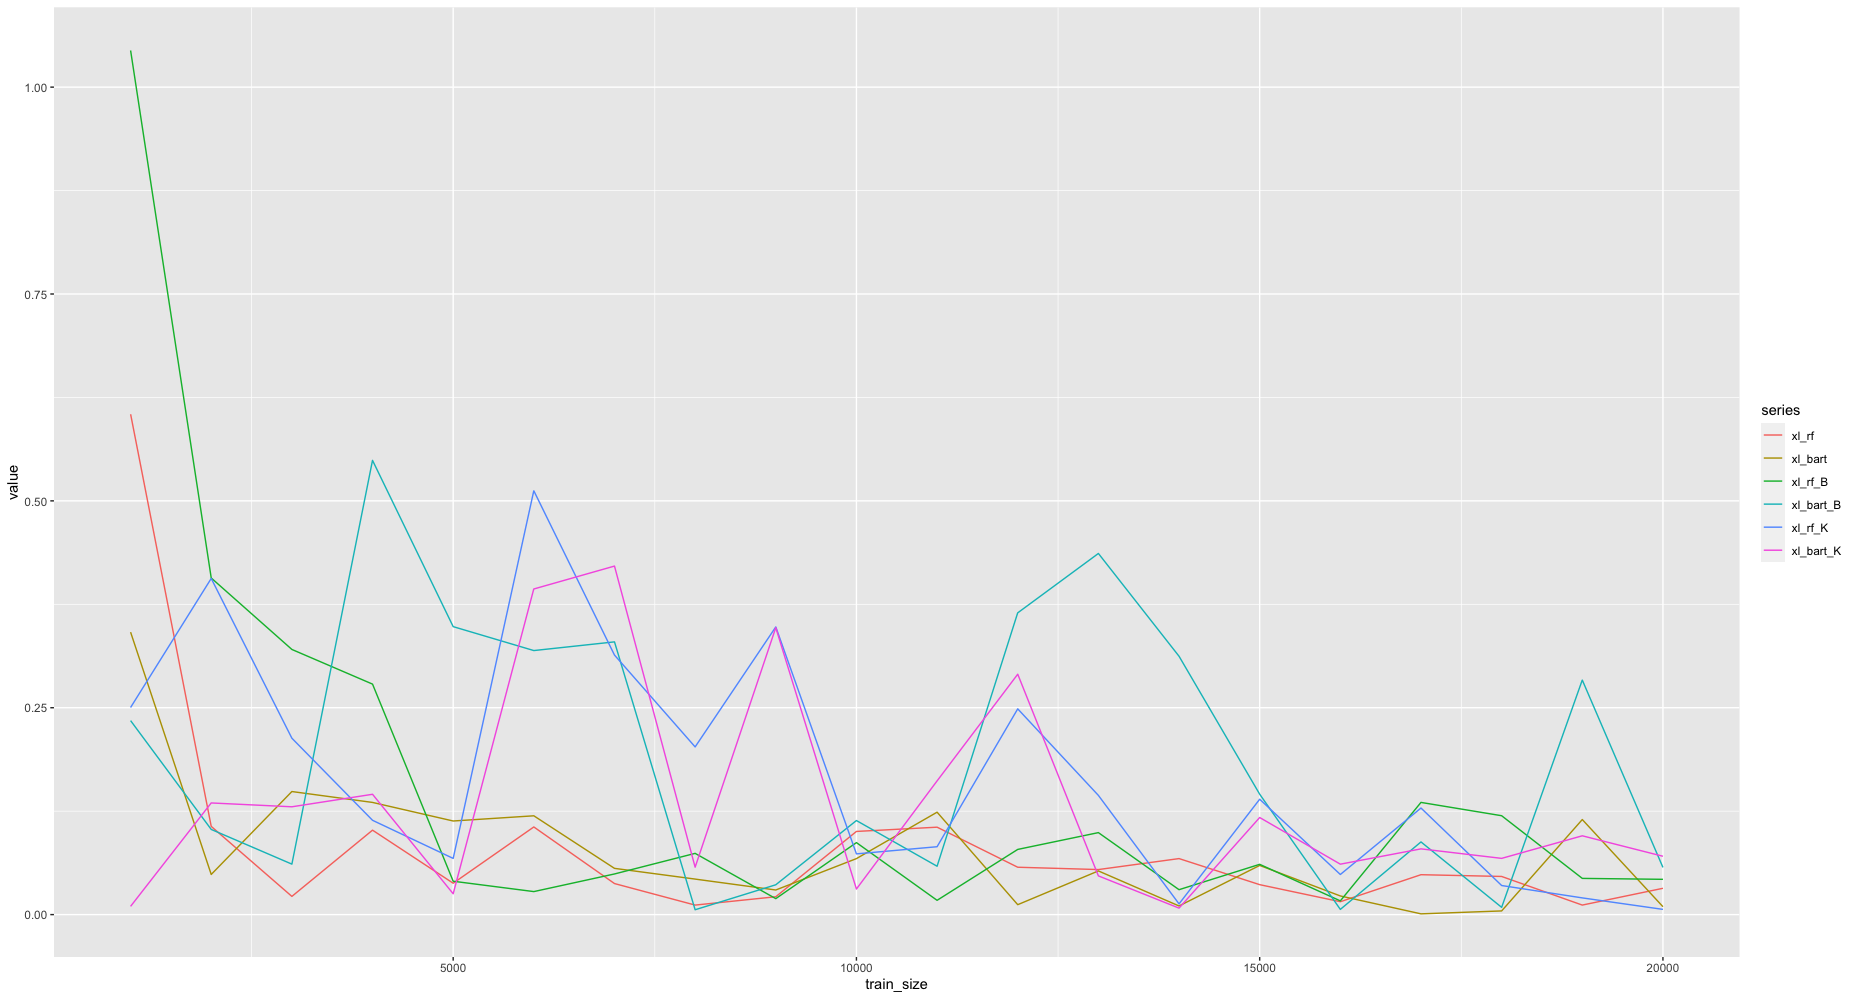 1.00
0.75
0.50
0.25
0.00
value
5000
10000
15000
20000
train_size
series
xl_rf
xl_bart
xl_rf_B
xl_bart_B
xl_rf_K
xl_bart_K